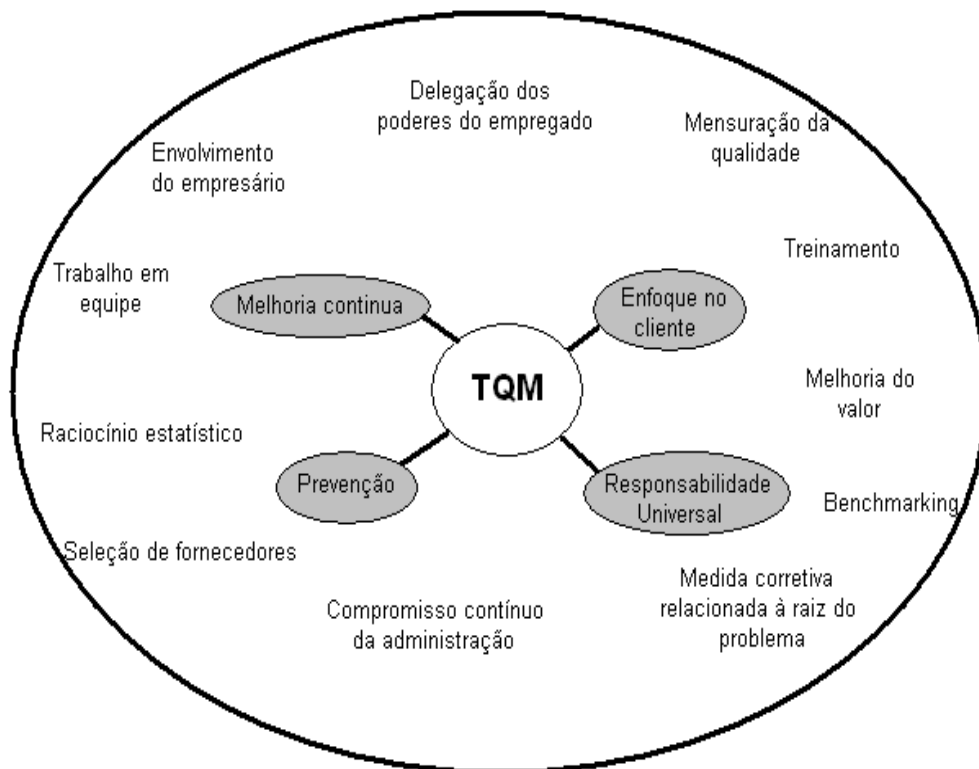 Delegação dos
poderes do empregado
Mensuração da
qualidade
Envolvimento
do empresário
Treinamento
Trabalho em
equipe
Melhoria continua
Enfoque no
cliente
TQM
Melhoria do
valor
Raciocínio estatístico
Prevenção
Responsabilidade
Universal
Benchmarking
Seleção de fornecedores
Medida corretiva
relacionada à raiz do
problema
Compromisso contínuo
da administração